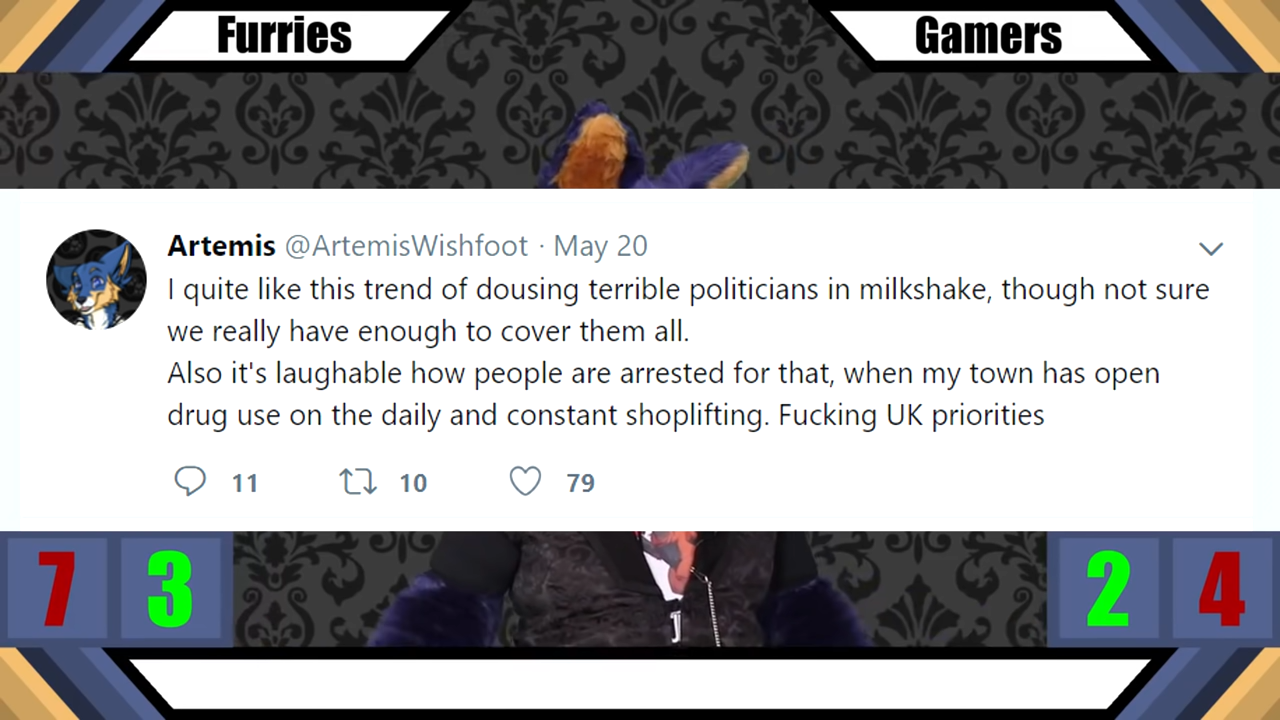 Furries
Gamers
Artemis @ArtemisWishfoot · May 20
I quite like this trend of dousing terrible politicians in milkshake, though not sure
we really have enough to cover them all.
Also it's laughable how people are arrested for that, when my town has open
drug use on the daily and constant shoplifting. Fucking UK priorities
11 10 79
7 3 2 4